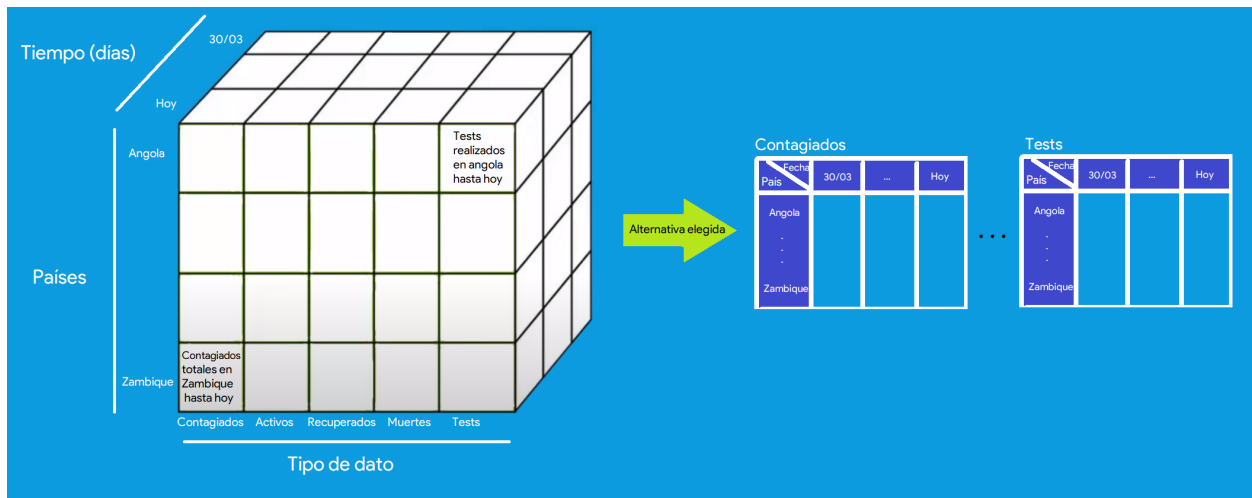 Tiempo (días)
30/03
Hoy
Angola
Países
Zambique
Tests
realizados
en angola
hasta hoy
Contagiados
totales en
Zambique
hasta hoy
Contagiados Activos Recuperados Muertes Tests
Tipo de dato
Alternativa elegida
Contagiados
Fecha
País
30/03 ... Hoy
Angola
.
.
.
Zambique
...
Tests
Fecha
País
30/03 ... Hoy
Angola
.
.
.
Zambique